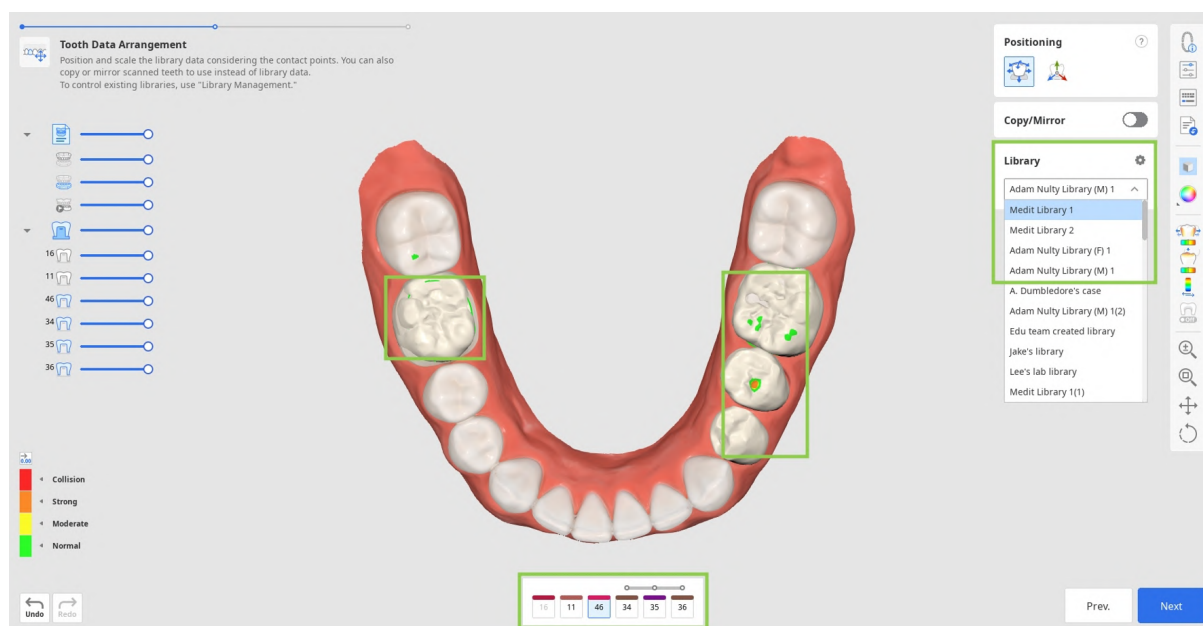 Tooth Data Arrangement
Position and scale the library data considering the contact points. You can also
copy or mirror scanned teeth to use instead of library data.
To control existing libraries, use "Library Management."
16
11
46
34
35
36
0.00
Collision
Strong
Moderate
Normal
Undo
Redo
16 11 46 34 35 36
Positioning ?
Copy/Mirror
Library
Adam Nulty Library (M) 1
Medit Library 1
Medit Library 2
Adam Nulty Library (F) 1
Adam Nulty Library (M) 1
A. Dumbledore's case
Adam Nulty Library (M) 1(2)
Edu team created library
Jake's library
Lee's lab library
Medit Library 1(1)
Prev.
Next